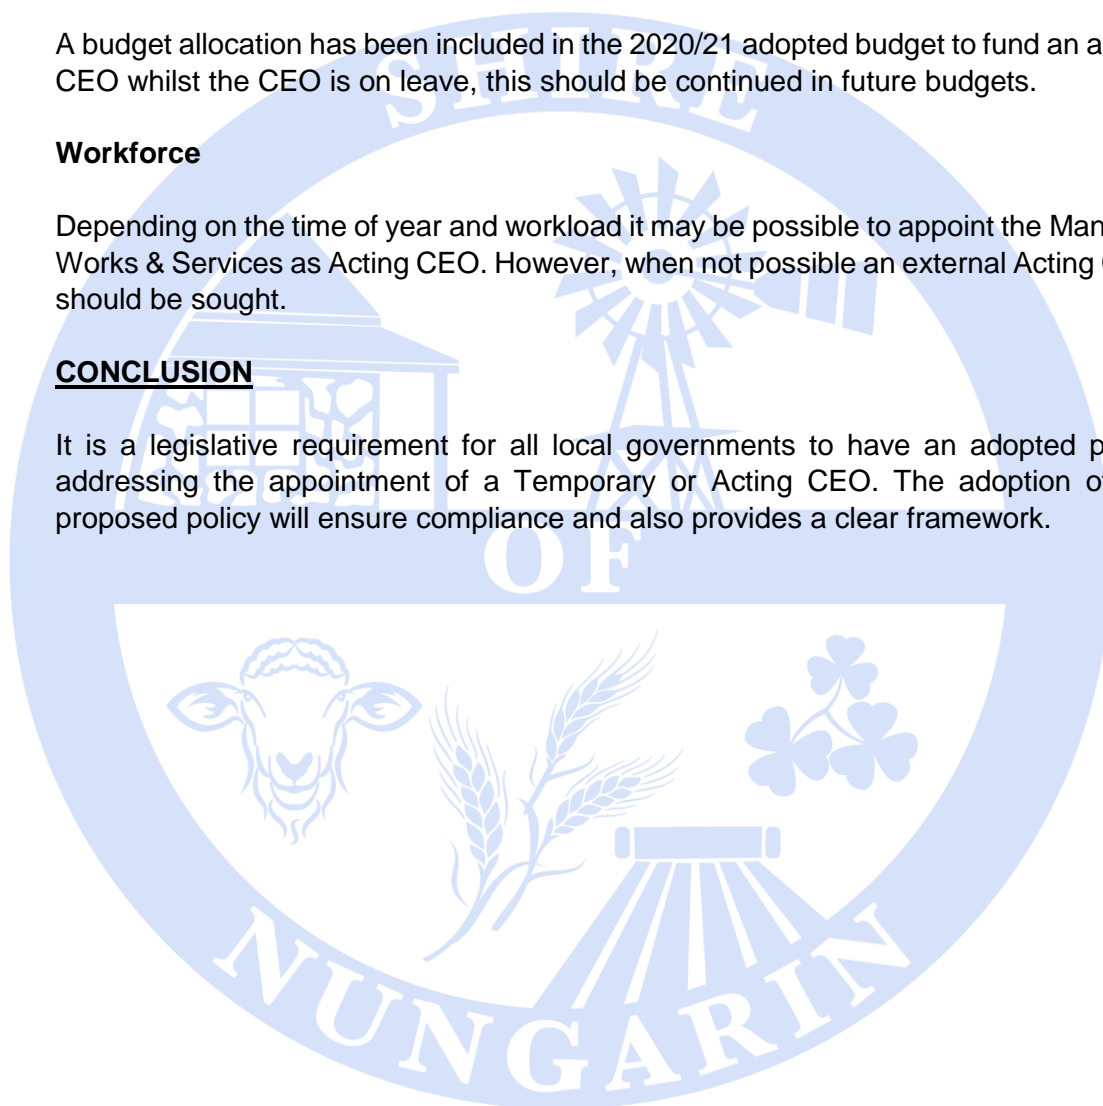 A budget allocation has been included in the 2020/21 adopted budget to fund an a
CEO whilst the CEO is on leave, this should be continued in future budgets.
Workforce
Depending on the time of year and workload it may be possible to appoint the Man
Works & Services as Acting CEO. However, when not possible an external Acting
should be sought.
CONCLUSION
It is a legislative requirement for all local governments to have an adopted p
addressing the appointment of a Temporary or Acting CEO. The adoption of
proposed policy will ensure compliance and also provides a clear framework.
SHIRE
OF
NUNGARIN